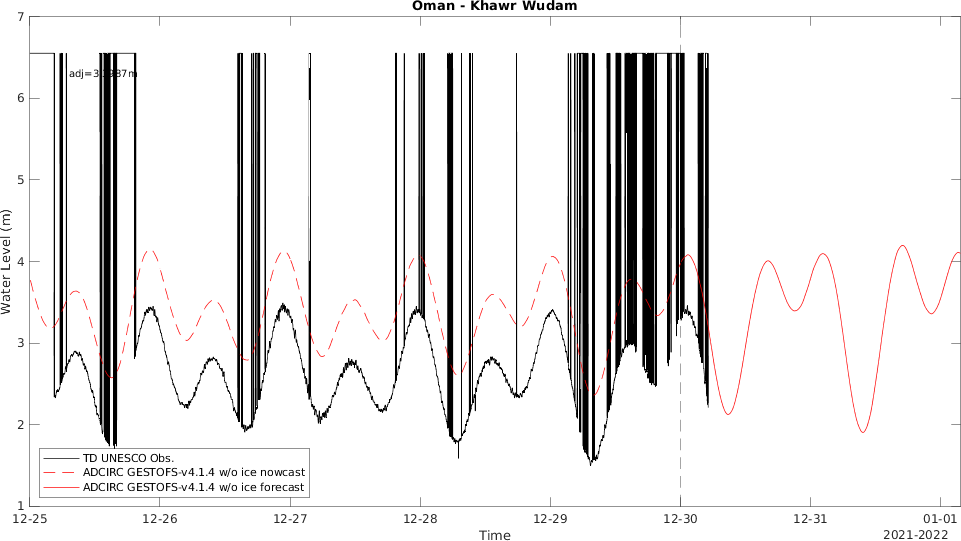 Oman - Khawr Wudam
7
6
5
4
3
2
1
Water Level (m)
TD UNESCO Obs.
ADCIRC GESTOFS-v4.1.4 w/o ice nowcast
ADCIRC GESTOFS-v4.1.4 w/o ice forecast
12-25
12-26
12-27
12-28
12-29
12-30
12-31
01-01
Time
2021-2022